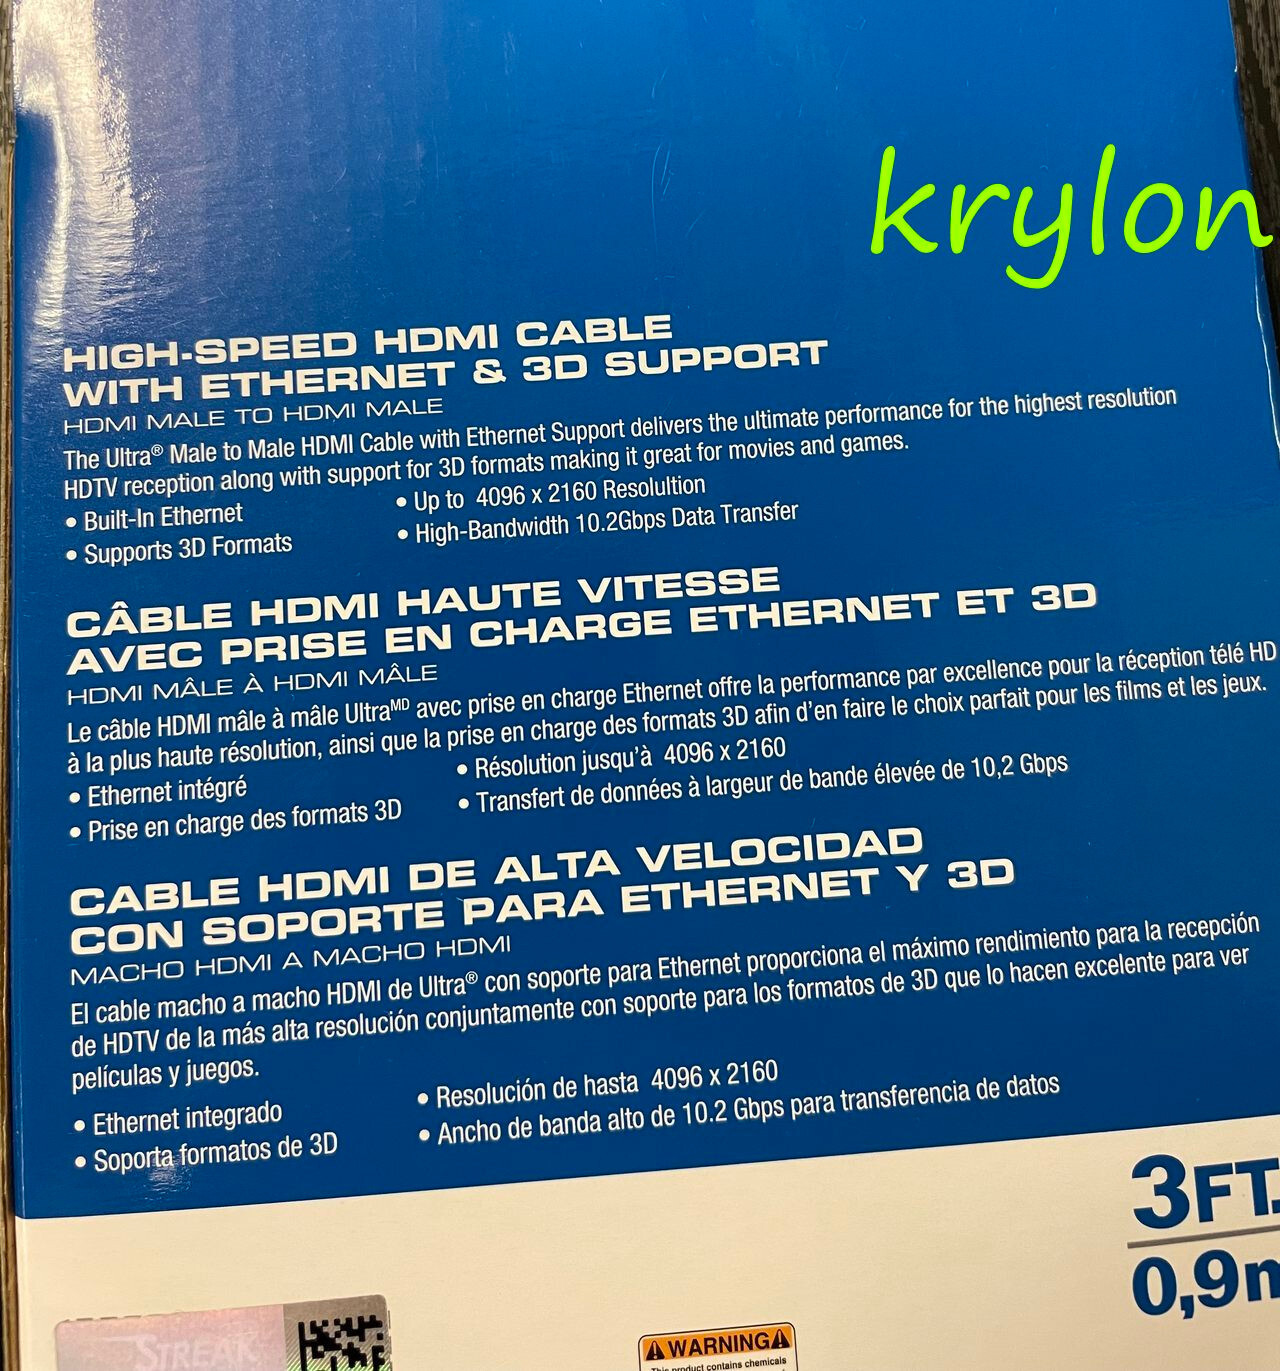 krylon
HIGH-SPEED HDMI CABLE
WITH ETHERNET & 3D SUPPORT
HDMI MALE TO HDMI MALE
The Ultra® Male to Male HDMI Cable with Ethernet Support delivers the ultimate performance for the highest resolution
HDTV reception along with support for 3D formats making it great for movies and games.
• Built-In Ethernet
• Supports 3D Formats
• Up to 4096 x 2160 Resolultion
• High-Bandwidth 10.2Gbps Data Transfer
CÂBLE HDMI HAUTE VITESSE
AVEC PRISE EN CHARGE ETHERNET ET 3D
HDMI MÂLE À HDMI MÂLE
Le câble HDMI mâle à mâle Ultraᴹᴰ avec prise en charge Ethernet offre la performance par excellence pour la réception télé HD
à la plus haute résolution, ainsi que la prise en charge des formats 3D afin d'en faire le choix parfait pour les films et les jeux.
• Ethernet intégré
• Prise en charge des formats 3D
• Résolution jusqu'à 4096 x 2160
• Transfert de données à largeur de bande élevée de 10,2 Gbps
CABLE HDMI DE ALTA VELOCIDAD
CON SOPORTE PARA ETHERNET Y 3D
MACHO HDMI A MACHO HDMI
El cable macho a macho HDMI de Ultra® con soporte para Ethernet proporciona el máximo rendimiento para la recepción
de HDTV de la más alta resolución conjuntamente con soporte para los formatos de 3D que lo hacen excelente para ver
películas y juegos.
• Ethernet integrado
• Soporta formatos de 3D
• Resolución de hasta 4096 x 2160
• Ancho de banda alto de 10.2 Gbps para transferencia de datos
3FT.
0,9m
STREAK
WARNING
This product contains chemicals